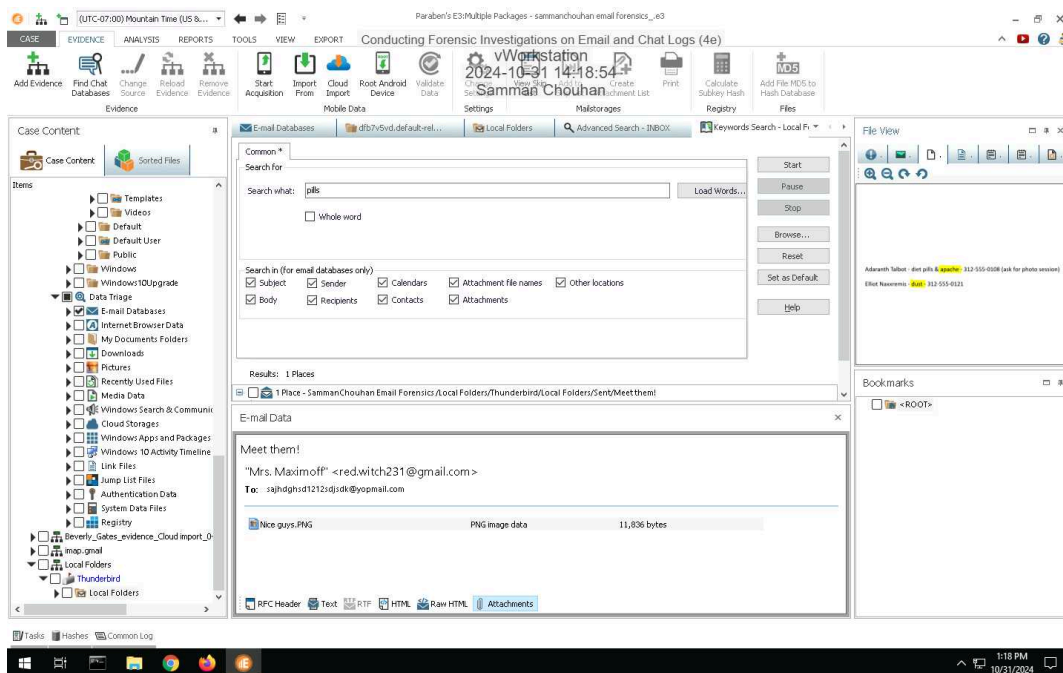 (UTC-07:00) Mountain Time (US &...
Paraben's E3:Multiple Packages - sammanchouhan email forensics_.e3
CASE EVIDENCE ANALYSIS REPORTS TOOLS VIEW EXPORT
Conducting Forensic Investigations on Email and Chat Logs (4e)
vWorkstation
2024-10-31 14:18:54
Samman Chouhan
Add Evidence
Find Chat Databases
Change Source
Reload Evidence
Remove Evidence
Start Acquisition
Import From
Cloud Import
Root Android Device
Validate Data
Create
Print
Calculate Subkey Hash
MD5
Add File MD5 to Hash Database
Evidence Mobile Data Settings Mailstorages Registry Files
Case Content
Case Content Sorted Files
Items
Templates
Videos
Default
Default User
Public
Windows
Windows10Upgrade
Data Triage
E-mail Databases
Internet Browser Data
My Documents Folders
Downloads
Pictures
Recently Used Files
Media Data
Windows Search & Communic
Cloud Storages
Windows Apps and Packages
Windows 10 Activity Timeline
Link Files
Jump List Files
Authentication Data
System Data Files
Registry
Beverly_Gates_evidence_Cloud import_0-
imap.gmail
Local Folders
Thunderbird
Local Folders
E-mail Databases dfb7v5vd.default-rel... Local Folders Advanced Search - INBOX Keywords Search - Local F
Common *
Search for
Search what: pills
Load Words...
Whole word
Search in (for email databases only)
Subject Sender Calendars Attachment file names Other locations
Body Recipients Contacts Attachments
Start
Pause
Stop
Browse...
Reset
Set as Default
Help
Results: 1 Places
1 Place - SammanChouhan Email Forensics /Local Folders/Thunderbird/Local Folders/Sent/Meet them!
E-mail Data
Meet them!
"Mrs. Maximoff" <red.witch231@gmail.com>
To: sajhdghsd1212sdjsdk@yopmail.com
Nice guys.PNG PNG image data 11,836 bytes
RFC Header Text RTF HTML Raw HTML Attachments
File View
Adaranth Talbot - diet pills & apache - 312-555-0108 (ask for photo session)
Elliot Naxeremis - dust - 312-555-0121
Bookmarks
<ROOT>
Tasks Hashes Common Log
1:18 PM
10/31/2024